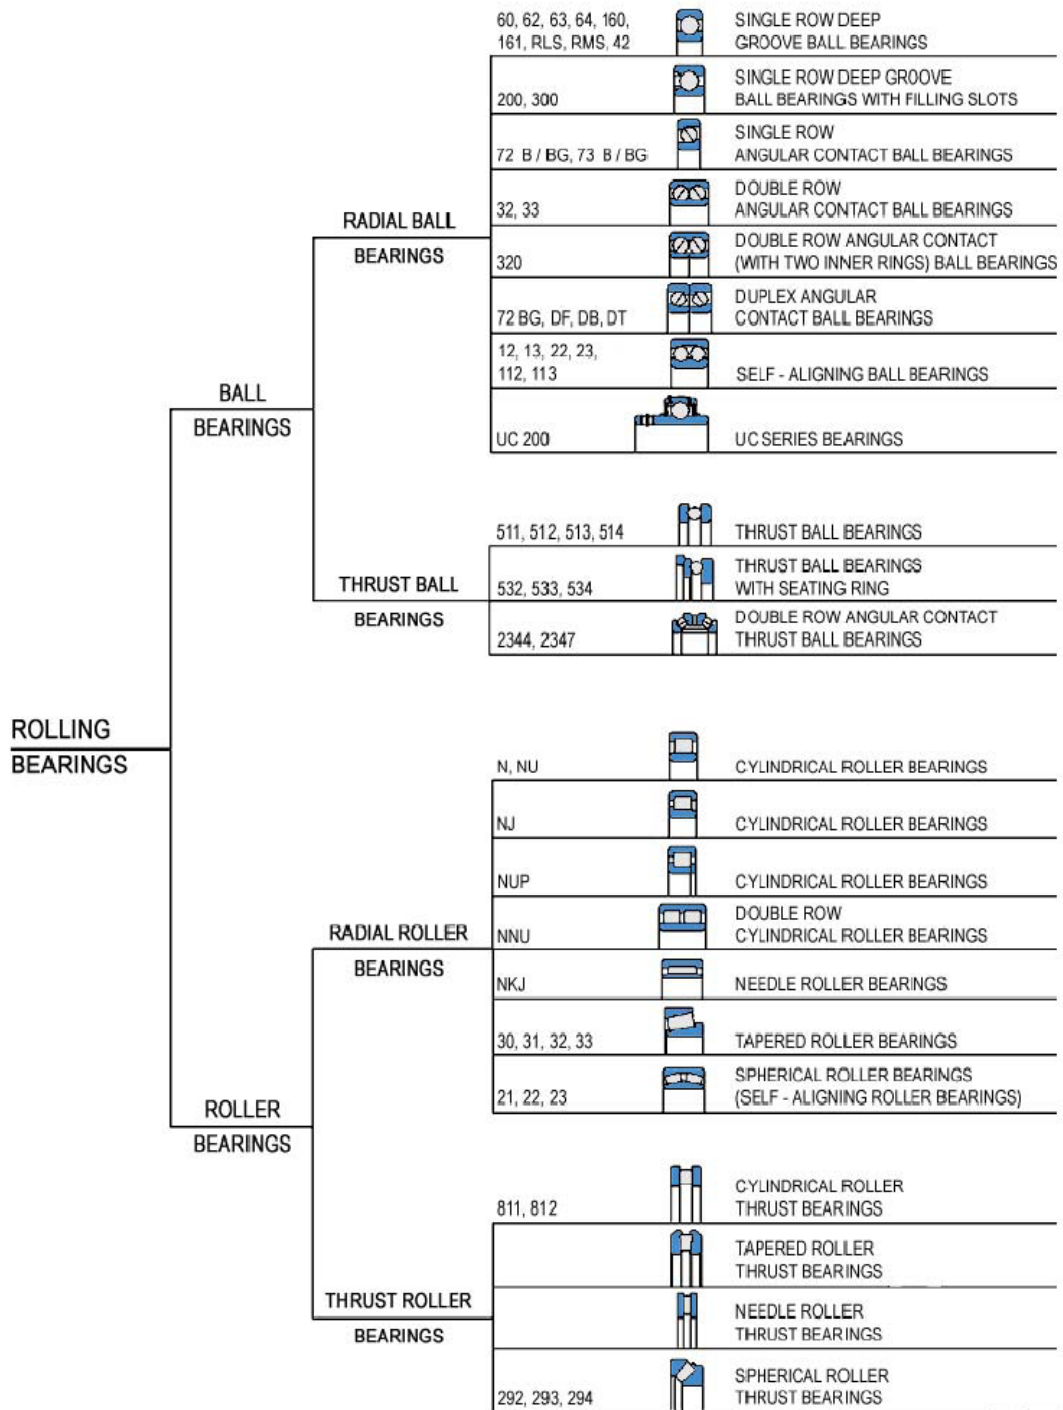 60, 62, 63, 64, 160,
161, RLS, RMS, 42
SINGLE ROW DEEP
GROOVE BALL BEARINGS
200, 300
SINGLE ROW DEEP GROOVE
BALL BEARINGS WITH FILLING SLOTS
72 B / BG, 73 B / BG
SINGLE ROW
ANGULAR CONTACT BALL BEARINGS
32, 33
DOUBLE ROW
ANGULAR CONTACT BALL BEARINGS
RADIAL BALL
BEARINGS
320
DOUBLE ROW ANGULAR CONTACT
(WITH TWO INNER RINGS) BALL BEARINGS
72 BG, DF, DB, DT
DUPLEX ANGULAR
CONTACT BALL BEARINGS
12, 13, 22, 23,
112, 113
SELF - ALIGNING BALL BEARINGS
BALL
BEARINGS
UC 200
UC SERIES BEARINGS
511, 512, 513, 514
THRUST BALL BEARINGS
THRUST BALL
BEARINGS
532, 533, 534
THRUST BALL BEARINGS
WITH SEATING RING
2344, 2347
DOUBLE ROW ANGULAR CONTACT
THRUST BALL BEARINGS
ROLLING
BEARINGS
N, NU
CYLINDRICAL ROLLER BEARINGS
NJ
CYLINDRICAL ROLLER BEARINGS
NUP
CYLINDRICAL ROLLER BEARINGS
RADIAL ROLLER
BEARINGS
NNU
DOUBLE ROW
CYLINDRICAL ROLLER BEARINGS
NKJ
NEEDLE ROLLER BEARINGS
30, 31, 32, 33
TAPERED ROLLER BEARINGS
21, 22, 23
SPHERICAL ROLLER BEARINGS
(SELF - ALIGNING ROLLER BEARINGS)
ROLLER
BEARINGS
811, 812
CYLINDRICAL ROLLER
THRUST BEARINGS
TAPERED ROLLER
THRUST BEARINGS
THRUST ROLLER
BEARINGS
NEEDLE ROLLER
THRUST BEARINGS
292, 293, 294
SPHERICAL ROLLER
THRUST BEARINGS